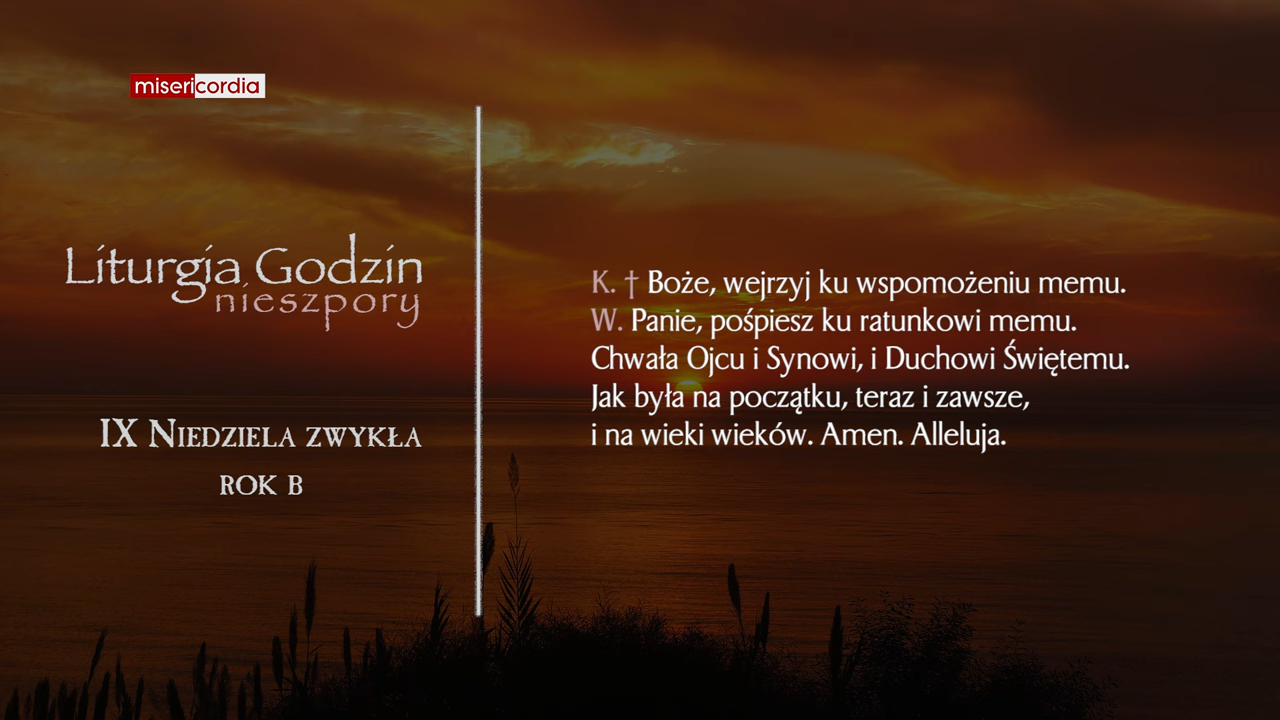 misericordia
Liturgia Godzin
nieszpory
IX Niedziela zwykła
rok B
K. † Boże, wejrzyj ku wspomożeniu memu.
W. Panie, pośpiesz ku ratunkowi memu.
Chwała Ojcu i Synowi, i Duchowi Świętemu.
Jak była na początku, teraz i zawsze,
i na wieki wieków. Amen. Alleluja.